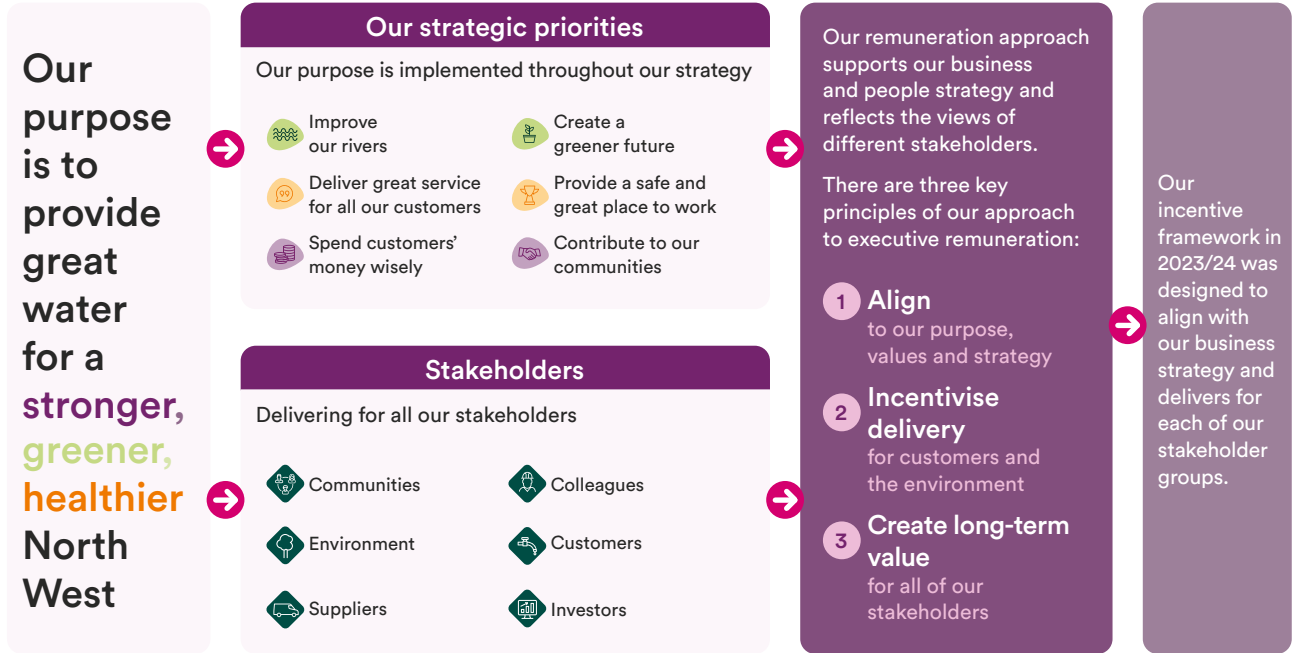 Our
purpose
is to
provide
great
water
for a
stronger,
greener,
healthier
North
West
Our strategic priorities
Our purpose is implemented throughout our strategy
Improve
our rivers
Create a
greener future
Deliver great service
for all our customers
Provide a safe and
great place to work
Spend customers’
money wisely
Contribute to our
communities
Stakeholders
Delivering for all our stakeholders
Communities
Colleagues
Environment
Customers
Suppliers
Investors
Our remuneration approach
supports our business
and people strategy and
reflects the views of
different stakeholders.
There are three key
principles of our approach
to executive remuneration:
1 Align
to our purpose,
values and strategy
2 Incentivise
delivery
for customers and
the environment
3 Create long-term
value
for all of our
stakeholders
Our
incentive
framework in
2023/24 was
designed to
align with
our business
strategy and
delivers for
each of our
stakeholder
groups.